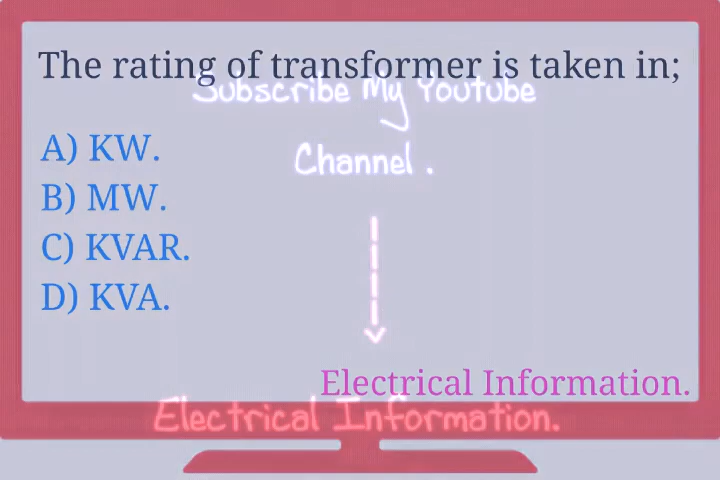 The rating of transformer is taken in;
Subscribe My Youtube
Channel .
A) KW.
B) MW.
C) KVAR.
D) KVA.
Electrical Information.
Electrical Information.